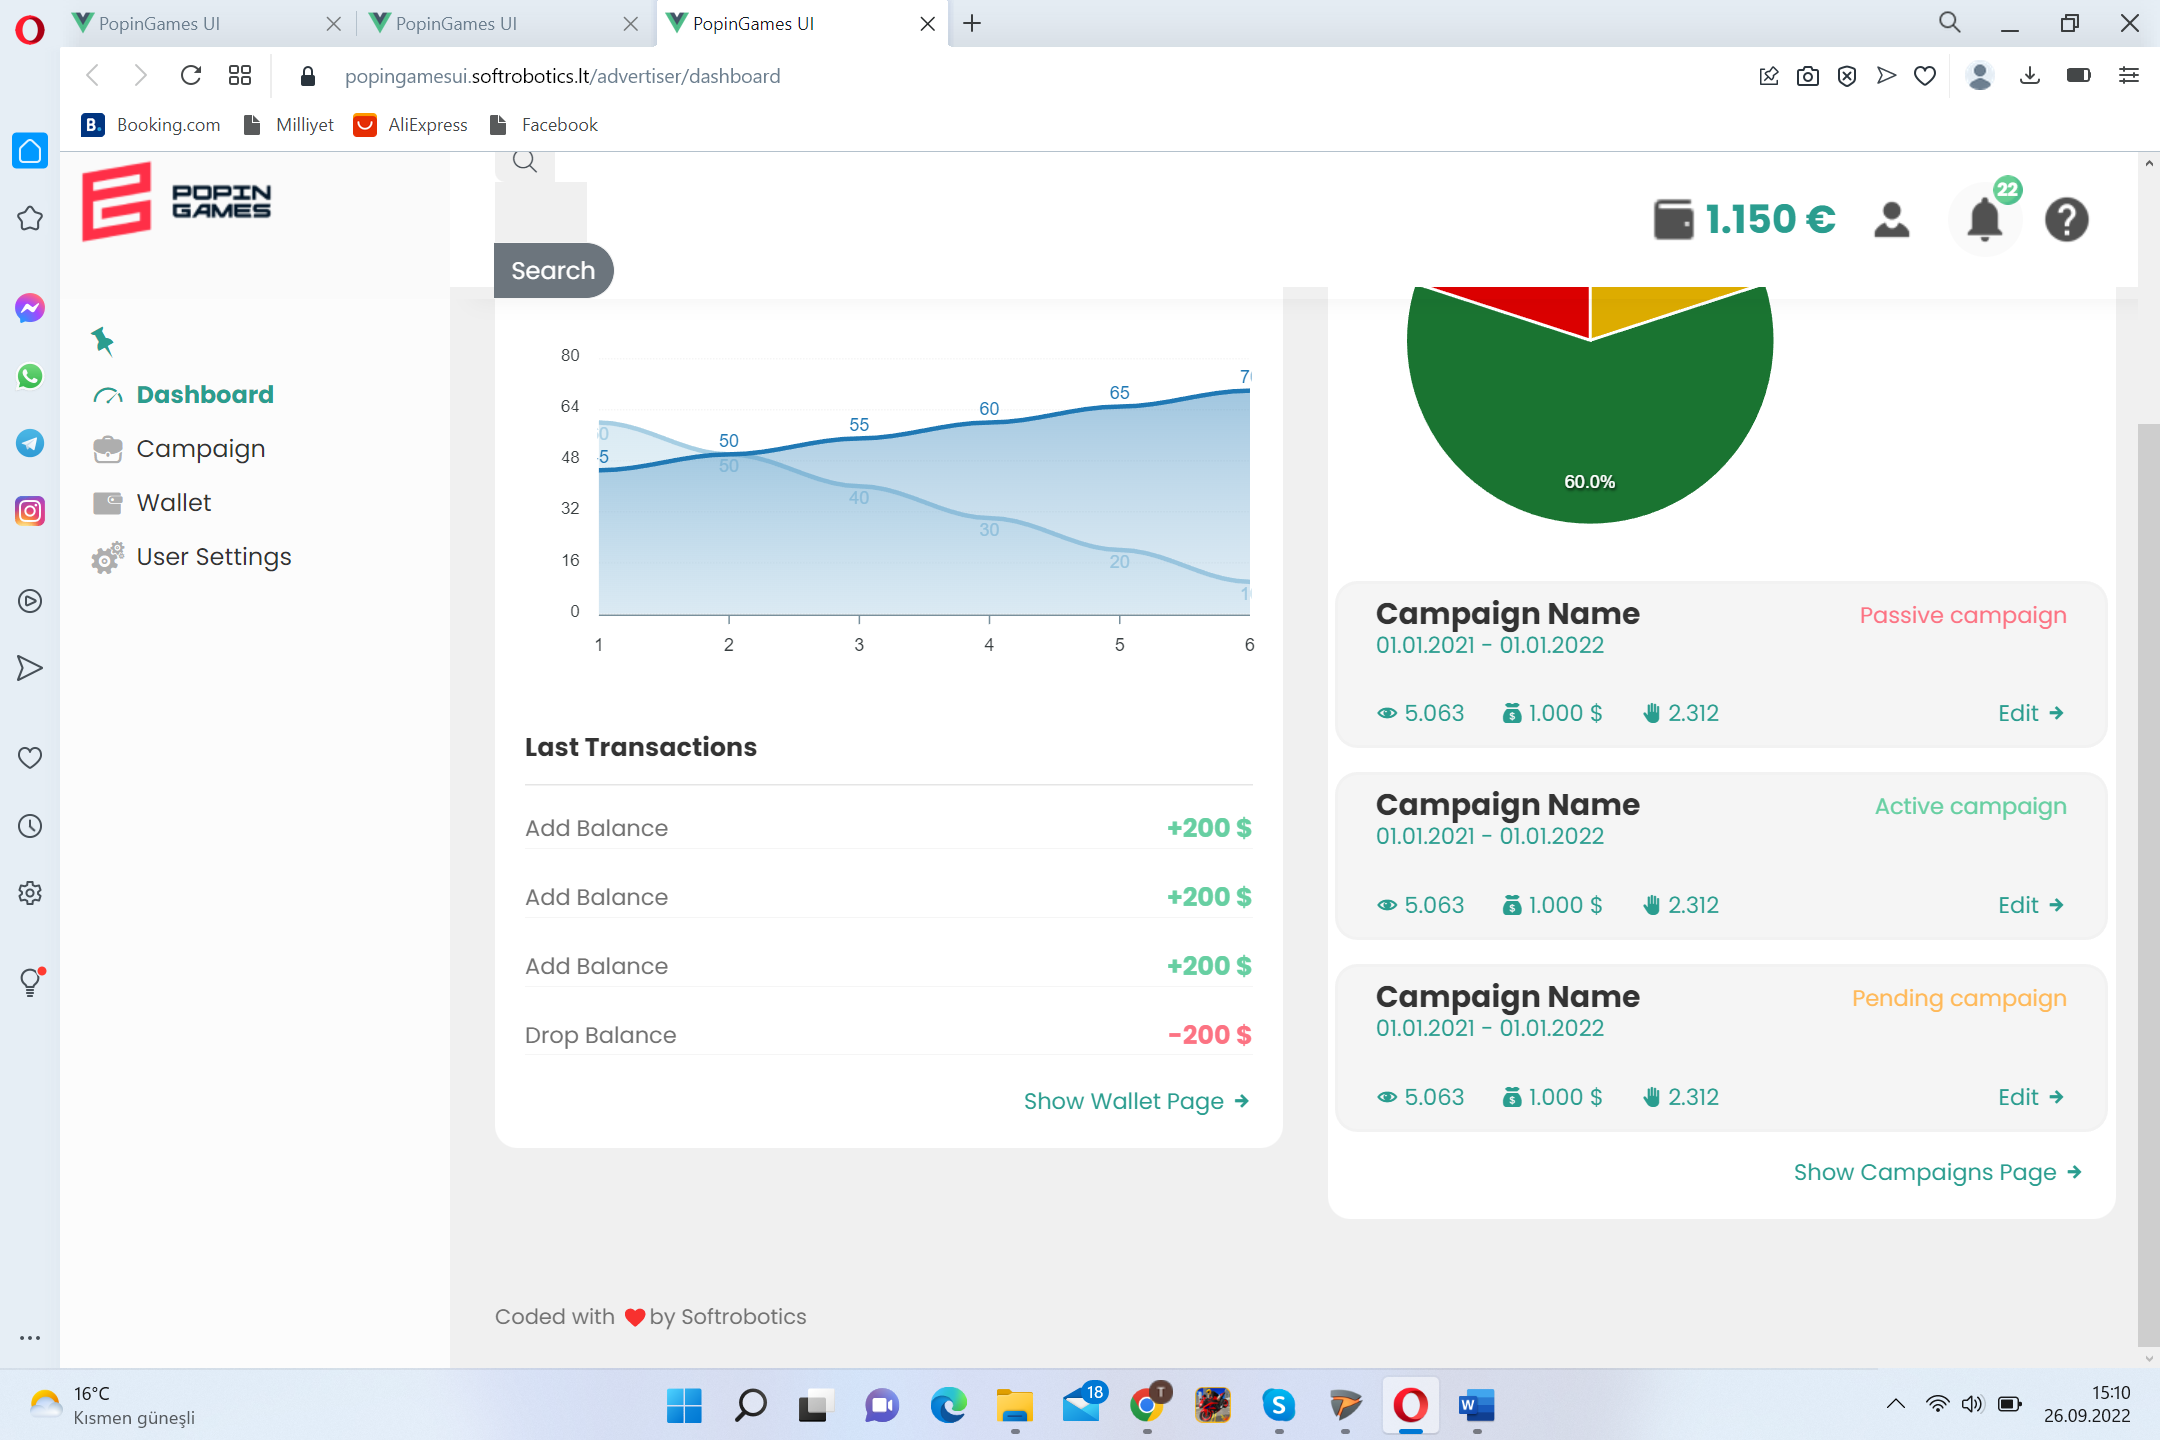 PopinGames UI
PopinGames UI
PopinGames UI
popingamesui.softrobotics.lt/advertiser/dashboard
B. Booking.com
Milliyet
AliExpress
Facebook
POPIN
GAMES
1.150 €
22
?
Search
Dashboard
Campaign
Wallet
User Settings
80
64
48
32
16
0
50
55
60
65
50
40
30
20
1
2
3
4
5
6
60.0%
Last Transactions
Add Balance +200 $
Add Balance +200 $
Add Balance +200 $
Drop Balance -200 $
Show Wallet Page
Campaign Name Passive campaign
01.01.2021 - 01.01.2022
5.063 1.000 $ 2.312 Edit
Campaign Name Active campaign
01.01.2021 - 01.01.2022
5.063 1.000 $ 2.312 Edit
Campaign Name Pending campaign
01.01.2021 - 01.01.2022
5.063 1.000 $ 2.312 Edit
Show Campaigns Page
Coded with by Softrobotics
16°C
Kısmen güneşli
18
T
S
W
15:10
26.09.2022